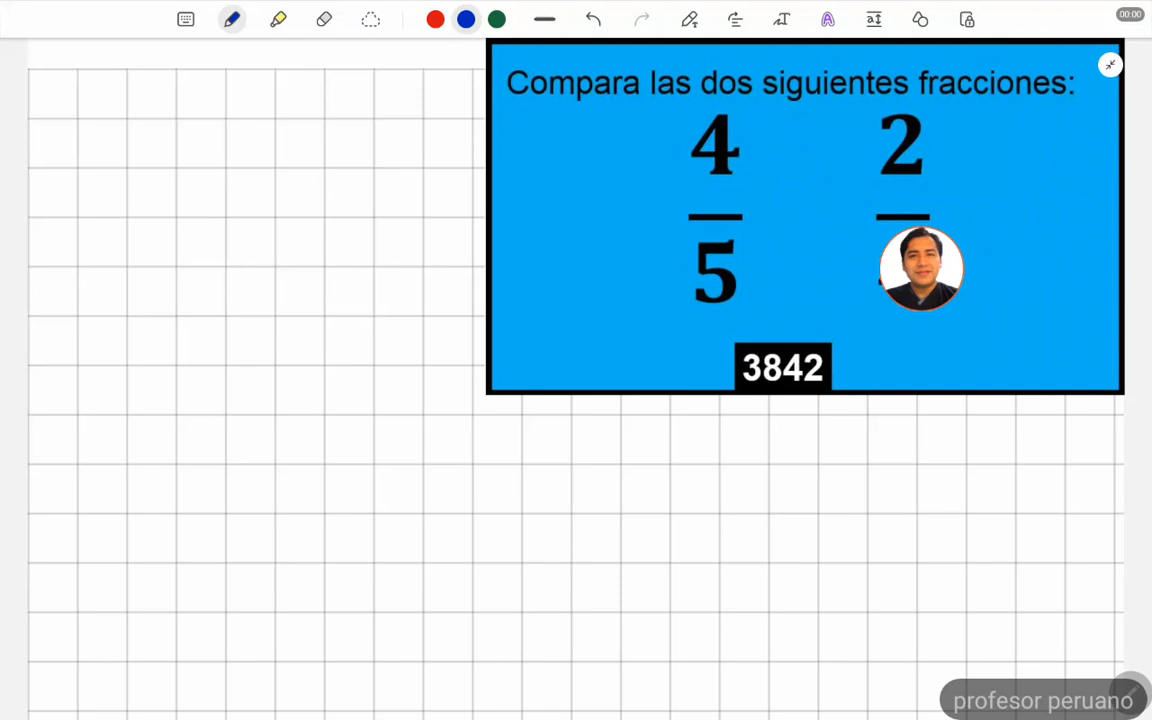 00:00
Compara las dos siguientes fracciones:
4 2
5
3842
profesor peruano